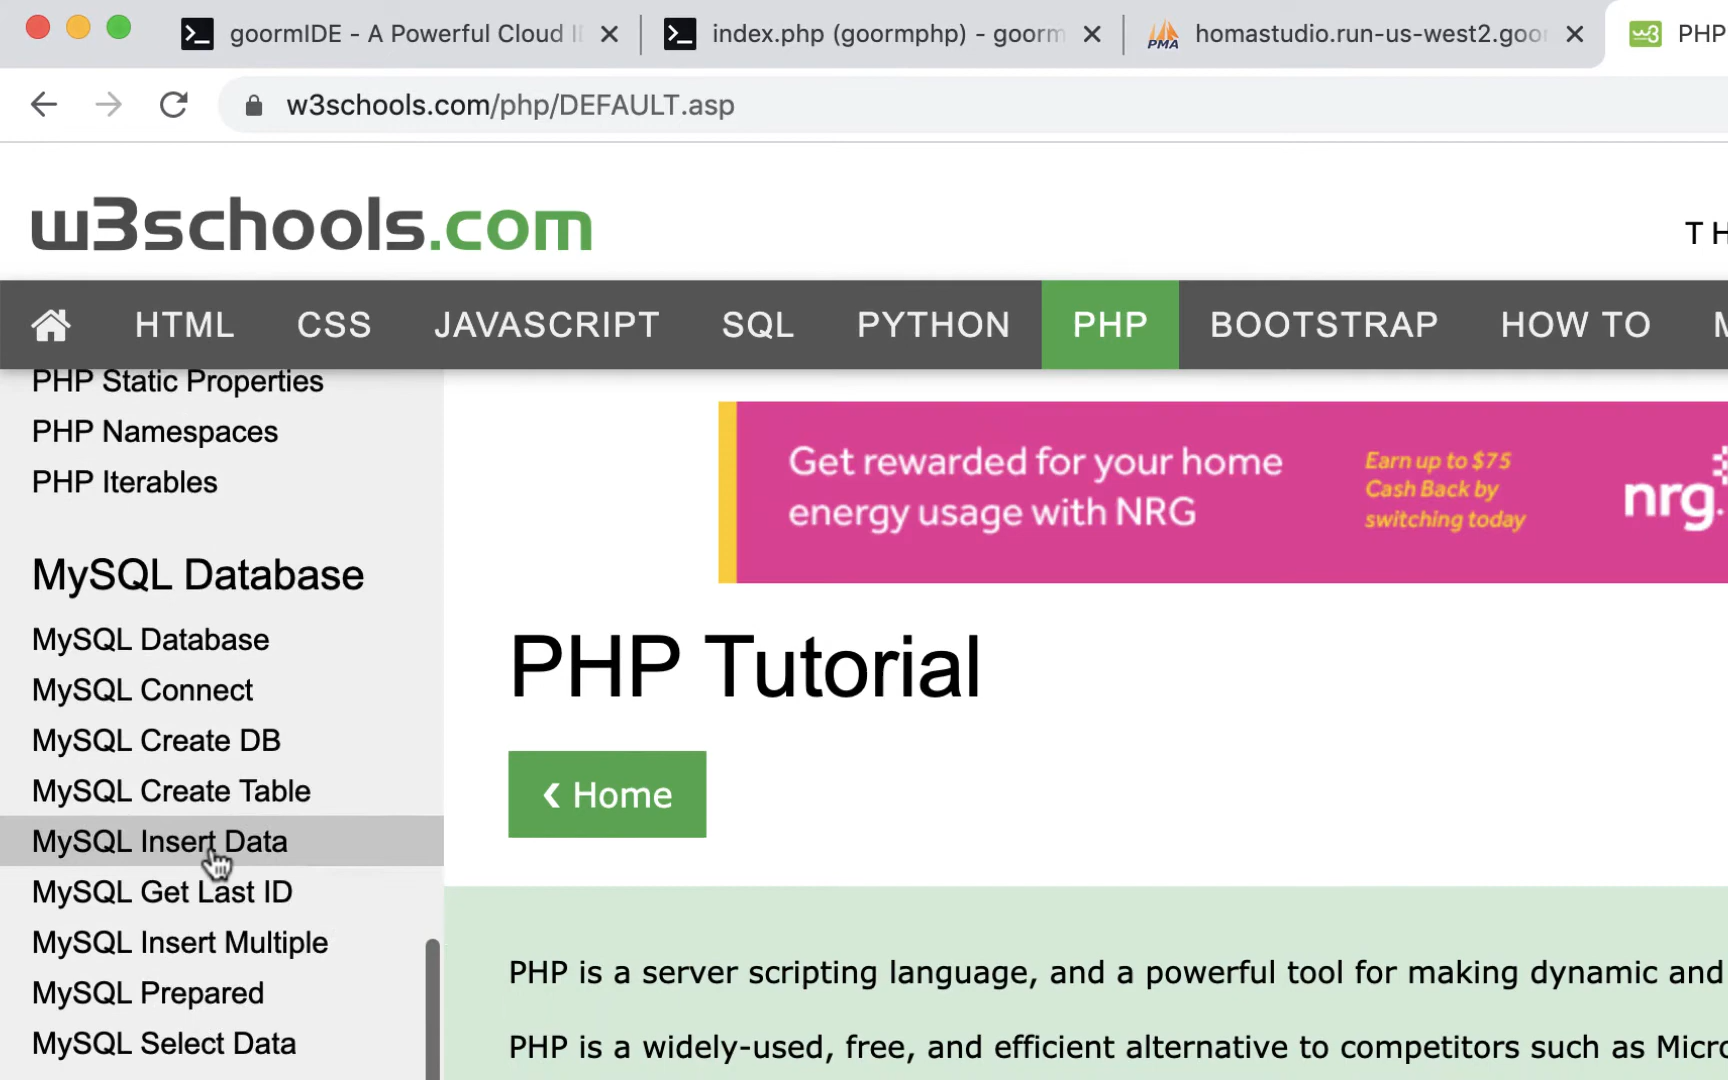 goormIDE - A Powerful Cloud
index.php (goormphp) - goorm
homastudio.run-us-west2.goor
PHP
w3schools.com/php/DEFAULT.asp
w3schools.com
TH
HTML CSS JAVASCRIPT SQL PYTHON PHP BOOTSTRAP HOW TO
PHP Static Properties
PHP Namespaces
PHP Iterables
MySQL Database
MySQL Database
MySQL Connect
MySQL Create DB
MySQL Create Table
MySQL Insert Data
MySQL Get Last ID
MySQL Insert Multiple
MySQL Prepared
MySQL Select Data
Get rewarded for your home
energy usage with NRG
Earn up to $75
Cash Back by
switching today
nrg.
PHP Tutorial
❮ Home
PHP is a server scripting language, and a powerful tool for making dynamic and
PHP is a widely-used, free, and efficient alternative to competitors such as Micro